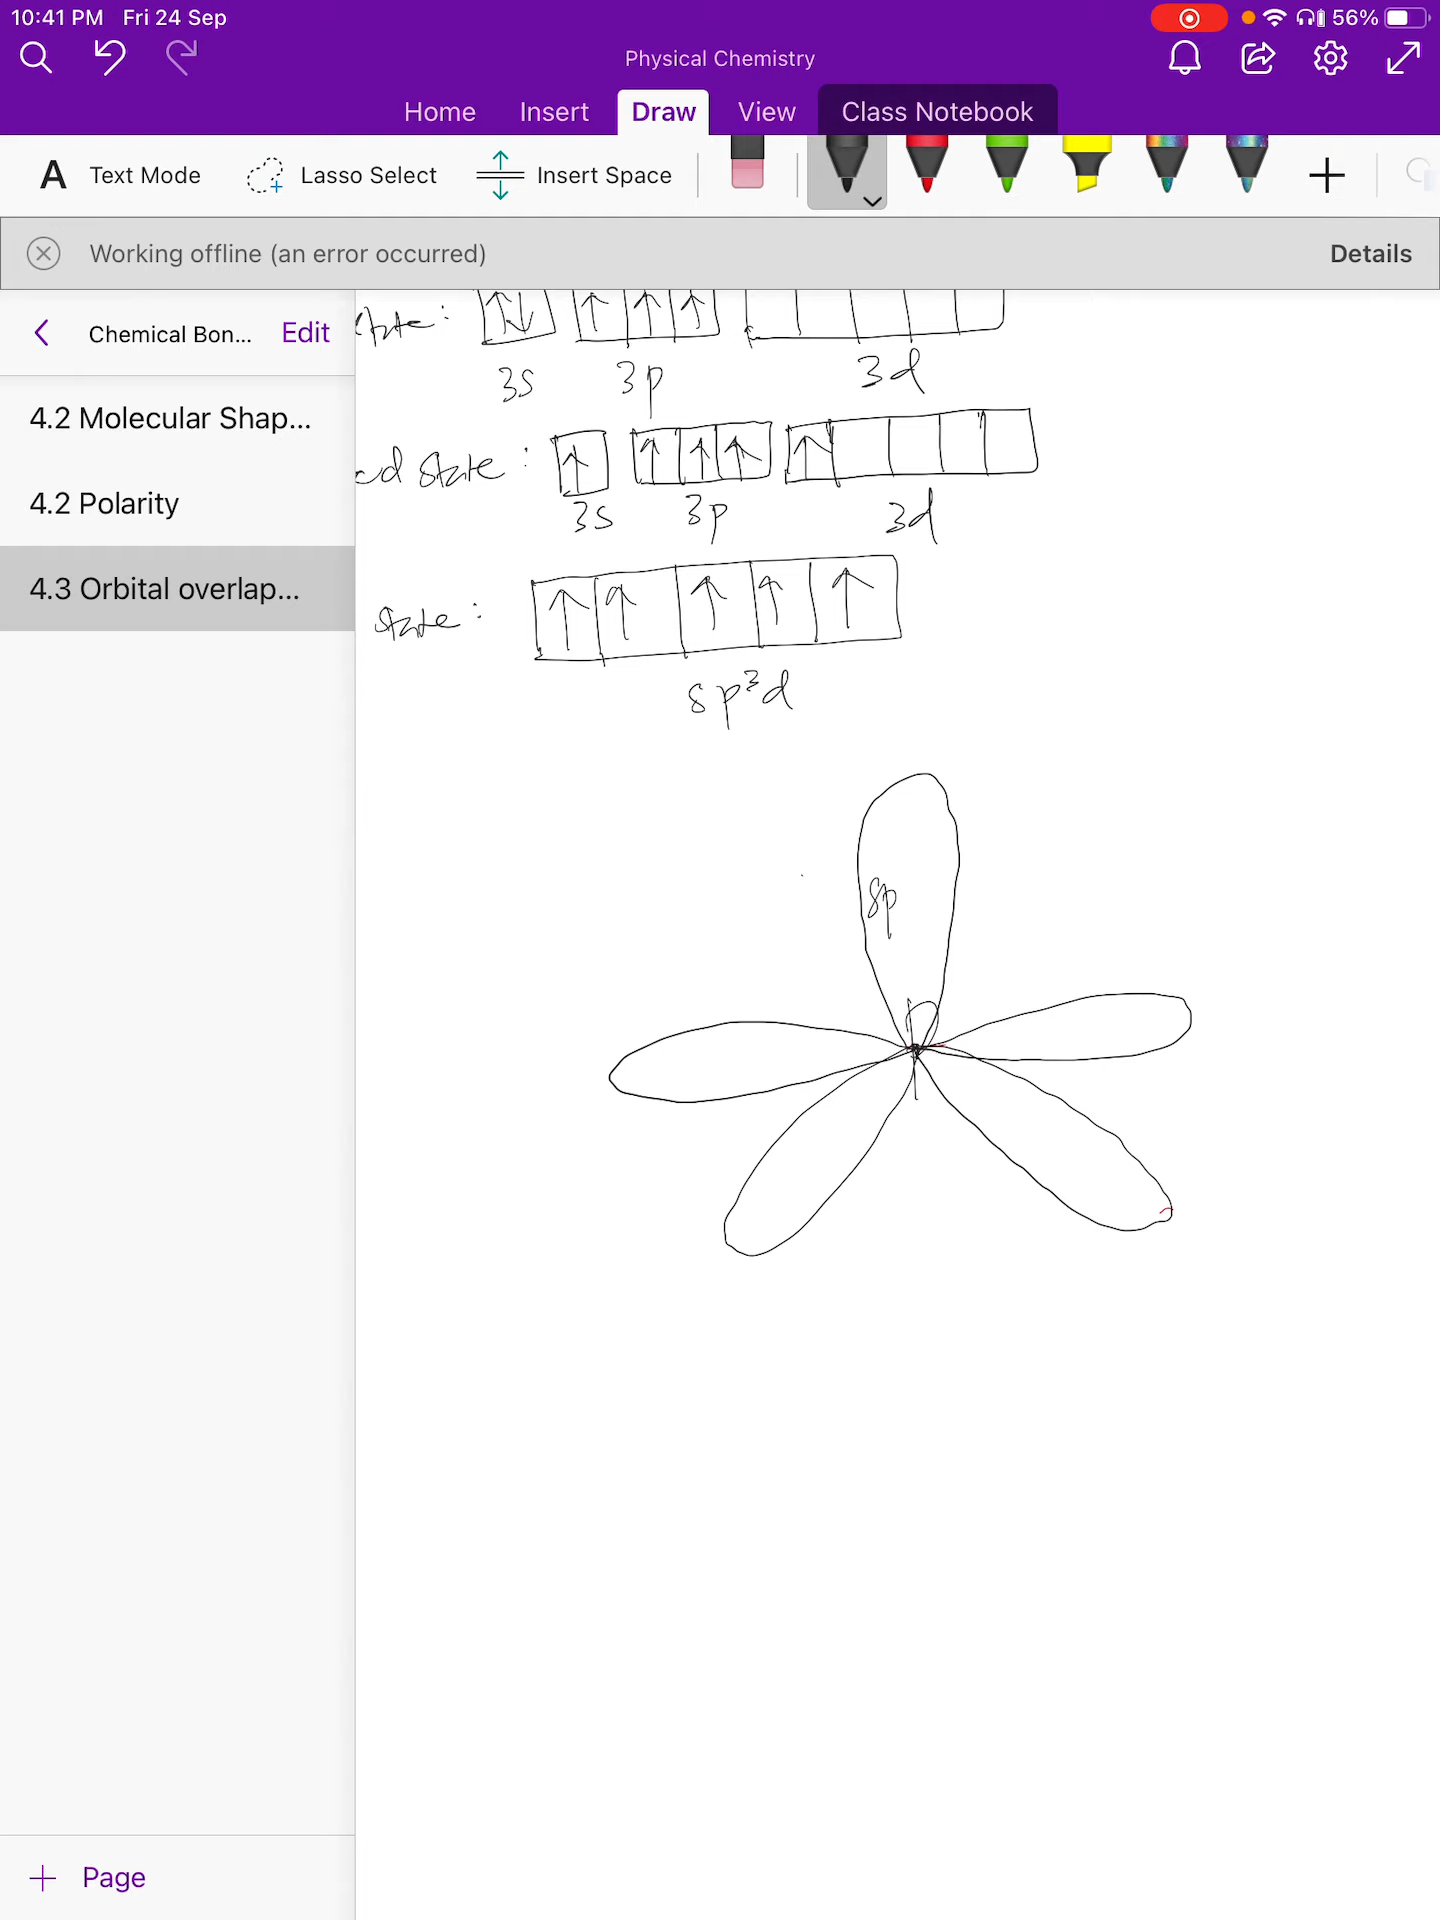 10:41 PM Fri 24 Sep
56%
Physical Chemistry
Home Insert Draw View Class Notebook
A Text Mode Lasso Select Insert Space
Working offline (an error occurred)
Details
Chemical Bon... Edit
4.2 Molecular Shap...
4.2 Polarity
4.3 Orbital overlap...
state: ↑↓ ↑ ↑ ↑
3s 3p 3d
ed state: ↑ ↑ ↑ ↑ ↑
3s 3p 3d
state: ↑ ↑ ↑ ↑ ↑
sp³d
sp
P
+ Page